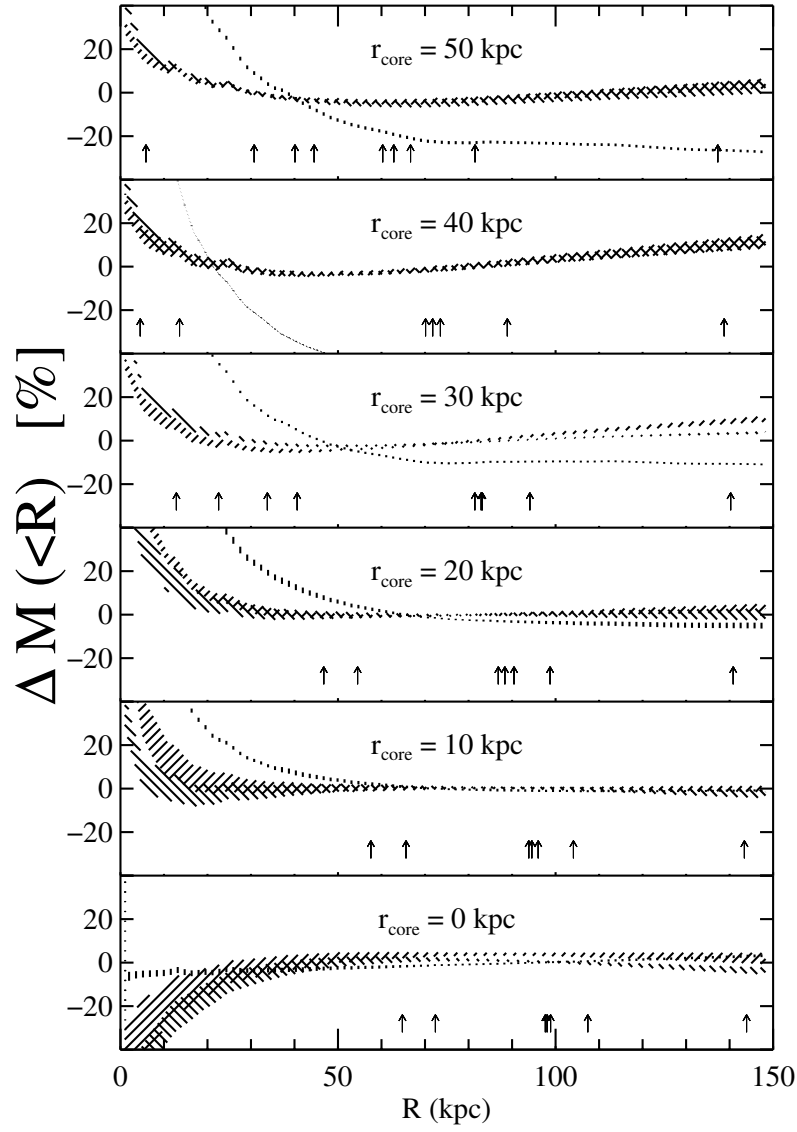 20
0
−20
r_core = 50 kpc
20
0
−20
r_core = 40 kpc
20
0
−20
r_core = 30 kpc
20
0
−20
r_core = 20 kpc
20
0
−20
r_core = 10 kpc
20
0
−20
r_core = 0 kpc
Δ M (<R) [%]
0 50 100 150
R (kpc)